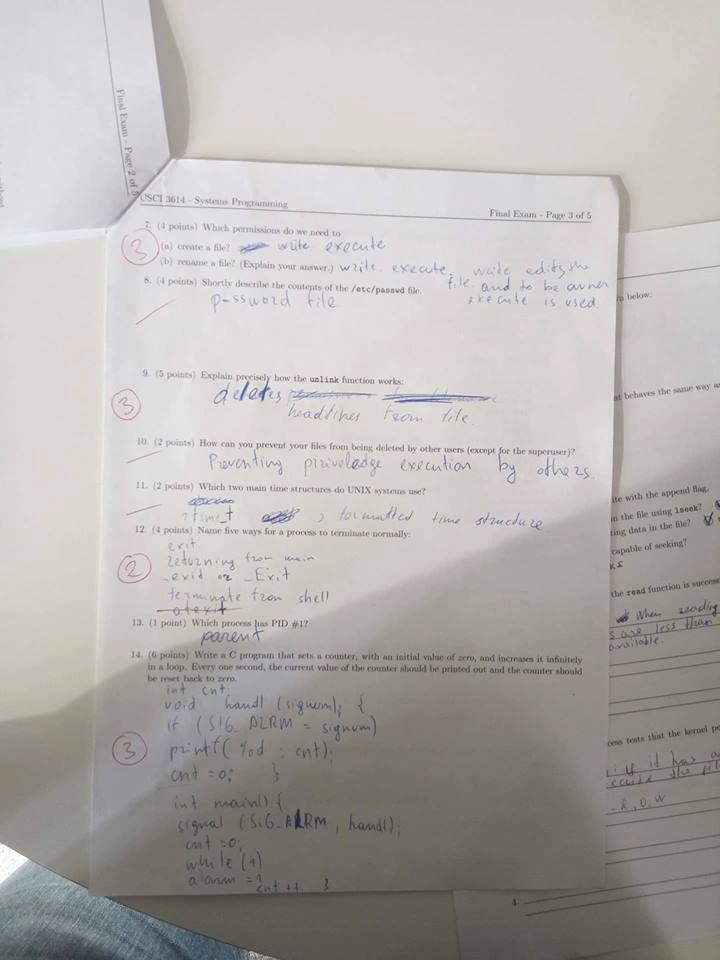 Final Exam - Page 2 of 5
CSCI 3614 - Systems Programming
Final Exam - Page 3 of 5
7. (4 points) Which permissions do we need to
3
(a) create a file? write execute
(b) rename a file? (Explain your answer.) write. execute. write edits the
file. and to be owner
execute is used.
8. (4 points) Shortly describe the contents of the /etc/passwd file.
password file
9. (5 points) Explain precisely how the unlink function works:
3
deletes
headlines from file
10. (2 points) How can you prevent your files from being deleted by other users (except for the superuser)?
Preventing priviledge execution by others.
11. (2 points) Which two main time structures do UNIX systems use?
time_t , formatted time structure
12. (4 points) Name five ways for a process to terminate normally:
exit
returning from main
2
_exit or _Exit
terminate from shell
atexit
13. (1 point) Which process has PID #1?
parent
14. (6 points) Write a C program that sets a counter, with an initial value of zero, and increases it infinitely
in a loop. Every one second, the current value of the counter should be printed out and the counter should
be reset back to zero.
int cnt;
void handl (signum); {
if (SIG_ALRM = signum)
3
printf( %d ; cnt);
cnt = 0; }
int main() {
signal (SIG_ALRM, handl);
cnt = 0;
while (1)
alarm = 1
cnt ++ }
n below:
at behaves the same way as
ite with the append flag,
in the file using lseek?
ting data in the file?
capable of seeking?
ks
the read function is success
When reading
s are less than
available.
cess tests that the kernel pe
if it has a
- R, O, W
4.